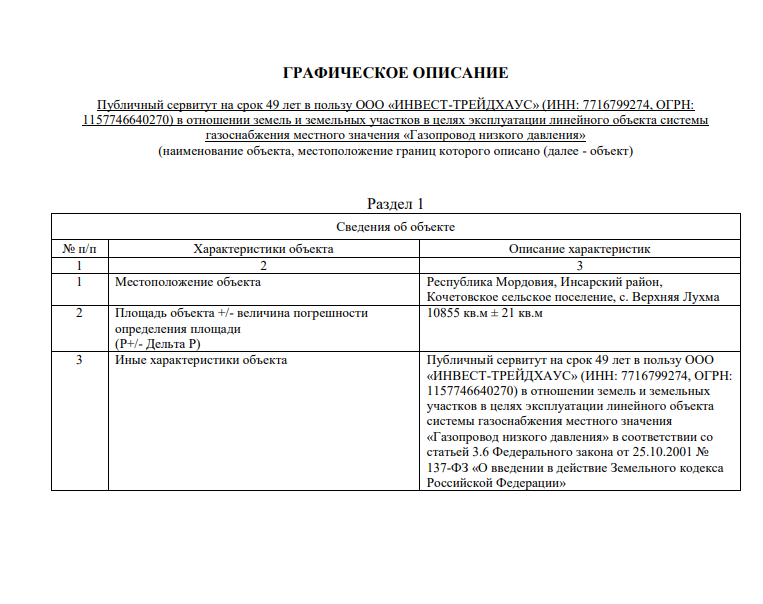 ГРАФИЧЕСКОЕ ОПИСАНИЕ
Публичный сервитут на срок 49 лет в пользу ООО «ИНВЕСТ-ТРЕЙДХАУС» (ИНН: 7716799274, ОГРН:
1157746640270) в отношении земель и земельных участков в целях эксплуатации линейного объекта системы
газоснабжения местного значения «Газопровод низкого давления»
(наименование объекта, местоположение границ которого описано (далее - объект)
Раздел 1
Сведения об объекте
№ п/п Характеристики объекта Описание характеристик
1 2 3
1 Местоположение объекта Республика Мордовия, Инсарский район,
Кочетовское сельское поселение, с. Верхняя Лухма
2 Площадь объекта +/- величина погрешности 10855 кв.м ± 21 кв.м
определения площади
(Р+/- Дельта Р)
3 Иные характеристики объекта Публичный сервитут на срок 49 лет в пользу ООО
«ИНВЕСТ-ТРЕЙДХАУС» (ИНН: 7716799274, ОГРН:
1157746640270) в отношении земель и земельных
участков в целях эксплуатации линейного объекта
системы газоснабжения местного значения
«Газопровод низкого давления» в соответствии со
статьей 3.6 Федерального закона от 25.10.2001 №
137-ФЗ «О введении в действие Земельного кодекса
Российской Федерации»